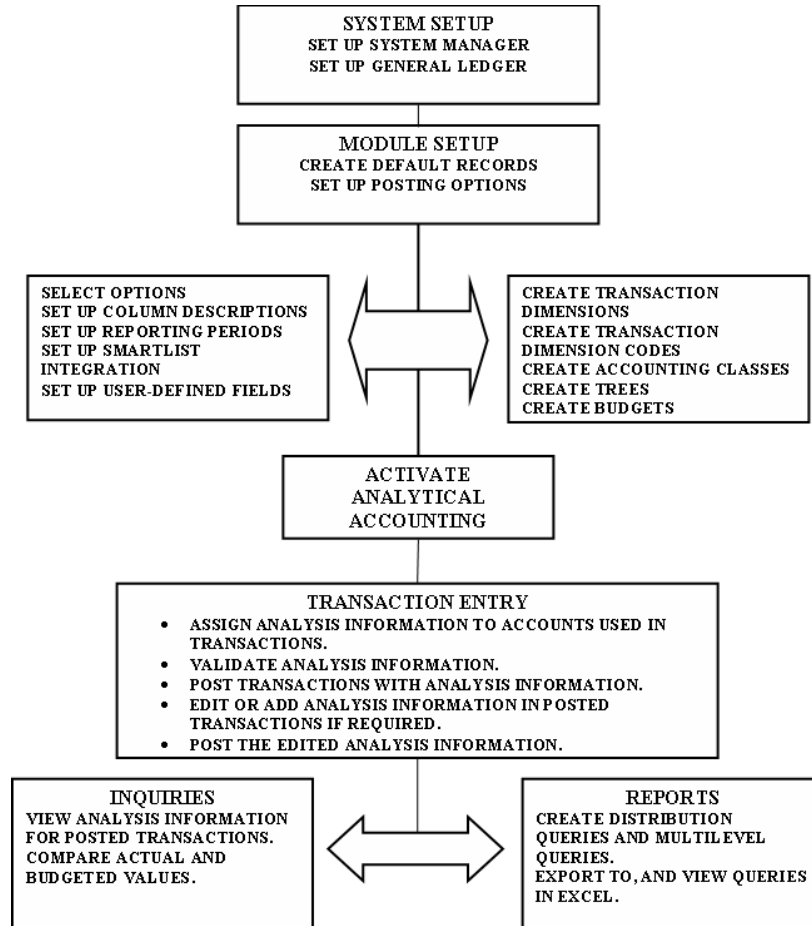 SYSTEM SETUP
SET UP SYSTEM MANAGER
SET UP GENERAL LEDGER
MODULE SETUP
CREATE DEFAULT RECORDS
SET UP POSTING OPTIONS
SELECT OPTIONS
SET UP COLUMN DESCRIPTIONS
SET UP REPORTING PERIODS
SET UP SMARTLIST
INTEGRATION
SET UP USER-DEFINED FIELDS
CREATE TRANSACTION
DIMENSIONS
CREATE TRANSACTION
DIMENSION CODES
CREATE ACCOUNTING CLASSES
CREATE TREES
CREATE BUDGETS
ACTIVATE
ANALYTICAL
ACCOUNTING
TRANSACTION ENTRY
• ASSIGN ANALYSIS INFORMATION TO ACCOUNTS USED IN
TRANSACTIONS.
• VALIDATE ANALYSIS INFORMATION.
• POST TRANSACTIONS WITH ANALYSIS INFORMATION.
• EDIT OR ADD ANALYSIS INFORMATION IN POSTED
TRANSACTIONS IF REQUIRED.
• POST THE EDITED ANALYSIS INFORMATION.
INQUIRIES
VIEW ANALYSIS INFORMATION
FOR POSTED TRANSACTIONS.
COMPARE ACTUAL AND
BUDGETED VALUES.
REPORTS
CREATE DISTRIBUTION
QUERIES AND MULTILEVEL
QUERIES.
EXPORT TO, AND VIEW QUERIES
IN EXCEL.